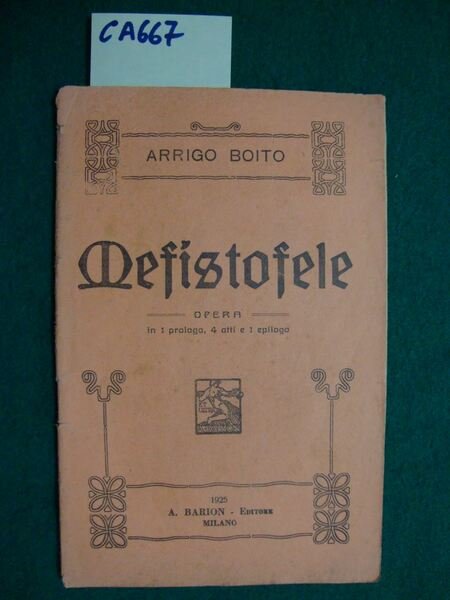 CA667
ARRIGO BOITO
Mefistofele
OPERA
in 1 prologo, 4 atti e 1 epilogo
1925
A. BARION - EDITORE
MILANO